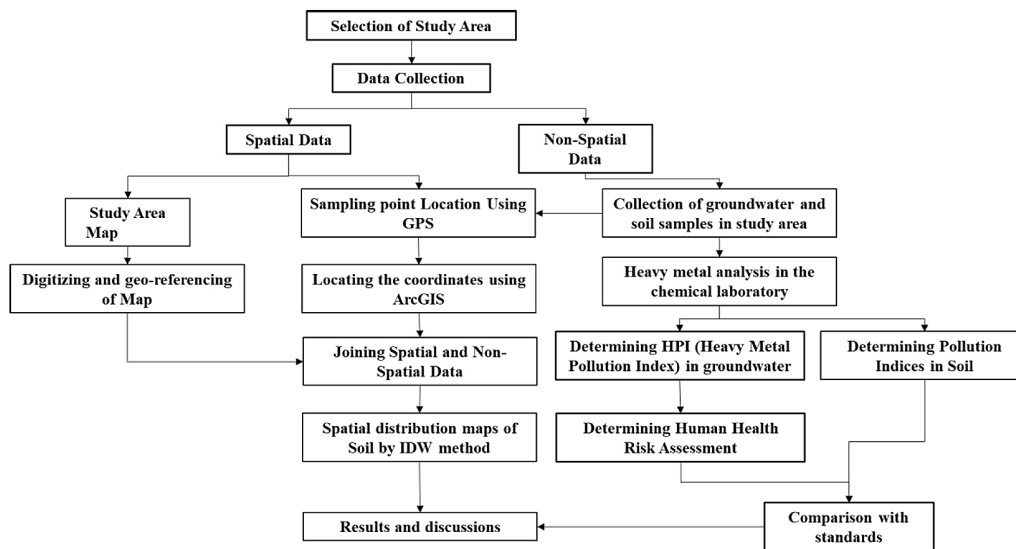 Selection of Study Area
Data Collection
Spatial Data
Non-Spatial
Data
Study Area
Map
Sampling point Location Using
GPS
Collection of groundwater and
soil samples in study area
Digitizing and geo-referencing
of Map
Locating the coordinates using
ArcGIS
Heavy metal analysis in the
chemical laboratory
Joining Spatial and Non-
Spatial Data
Determining HPI (Heavy Metal
Pollution Index) in groundwater
Determining Pollution
Indices in Soil
Spatial distribution maps of
Soil by IDW method
Determining Human Health
Risk Assessment
Results and discussions
Comparison with
standards